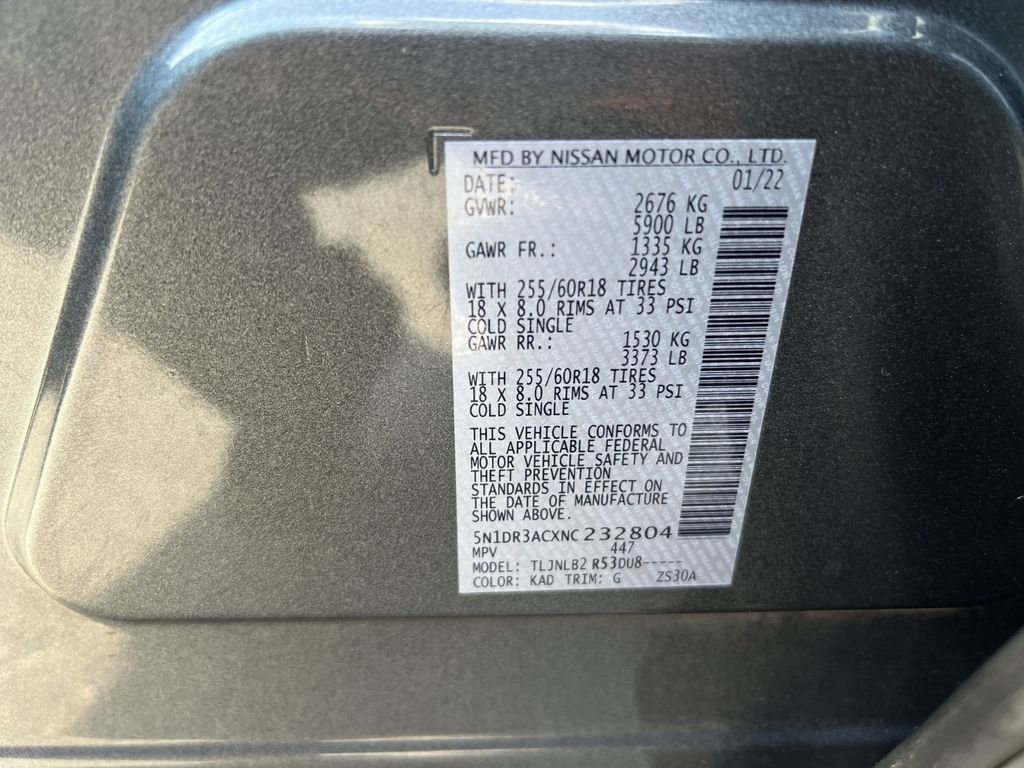 MFD BY NISSAN MOTOR CO., LTD.
DATE: 01/22
GVWR: 2676 KG
5900 LB
GAWR FR.: 1335 KG
2943 LB
WITH 255/60R18 TIRES
18 X 8.0 RIMS AT 33 PSI
COLD SINGLE
GAWR RR.: 1530 KG
3373 LB
WITH 255/60R18 TIRES
18 X 8.0 RIMS AT 33 PSI
COLD SINGLE
THIS VEHICLE CONFORMS TO
ALL APPLICABLE FEDERAL
MOTOR VEHICLE SAFETY AND
THEFT PREVENTION
STANDARDS IN EFFECT ON
THE DATE OF MANUFACTURE
SHOWN ABOVE.
5N1DR3ACXNC232804
MPV 447
MODEL: TLJNLB2 R53DU8-----
COLOR: KAD TRIM: G ZS30A